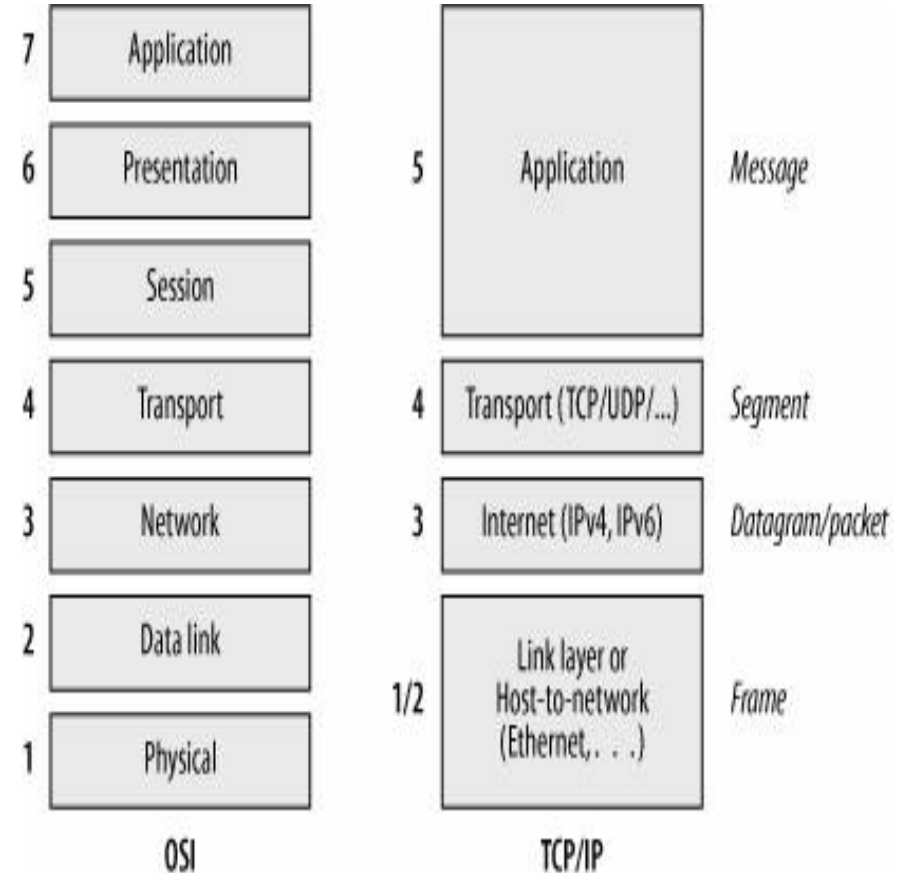 7 Application
6 Presentation
5 Application Message
5 Session
4 Transport
4 Transport (TCP/UDP/...) Segment
3 Network
3 Internet (IPv4, IPv6) Datagram/packet
2 Data link
1/2 Link layer or
Host-to-network
(Ethernet, . . .)
Frame
1 Physical
OSI
TCP/IP